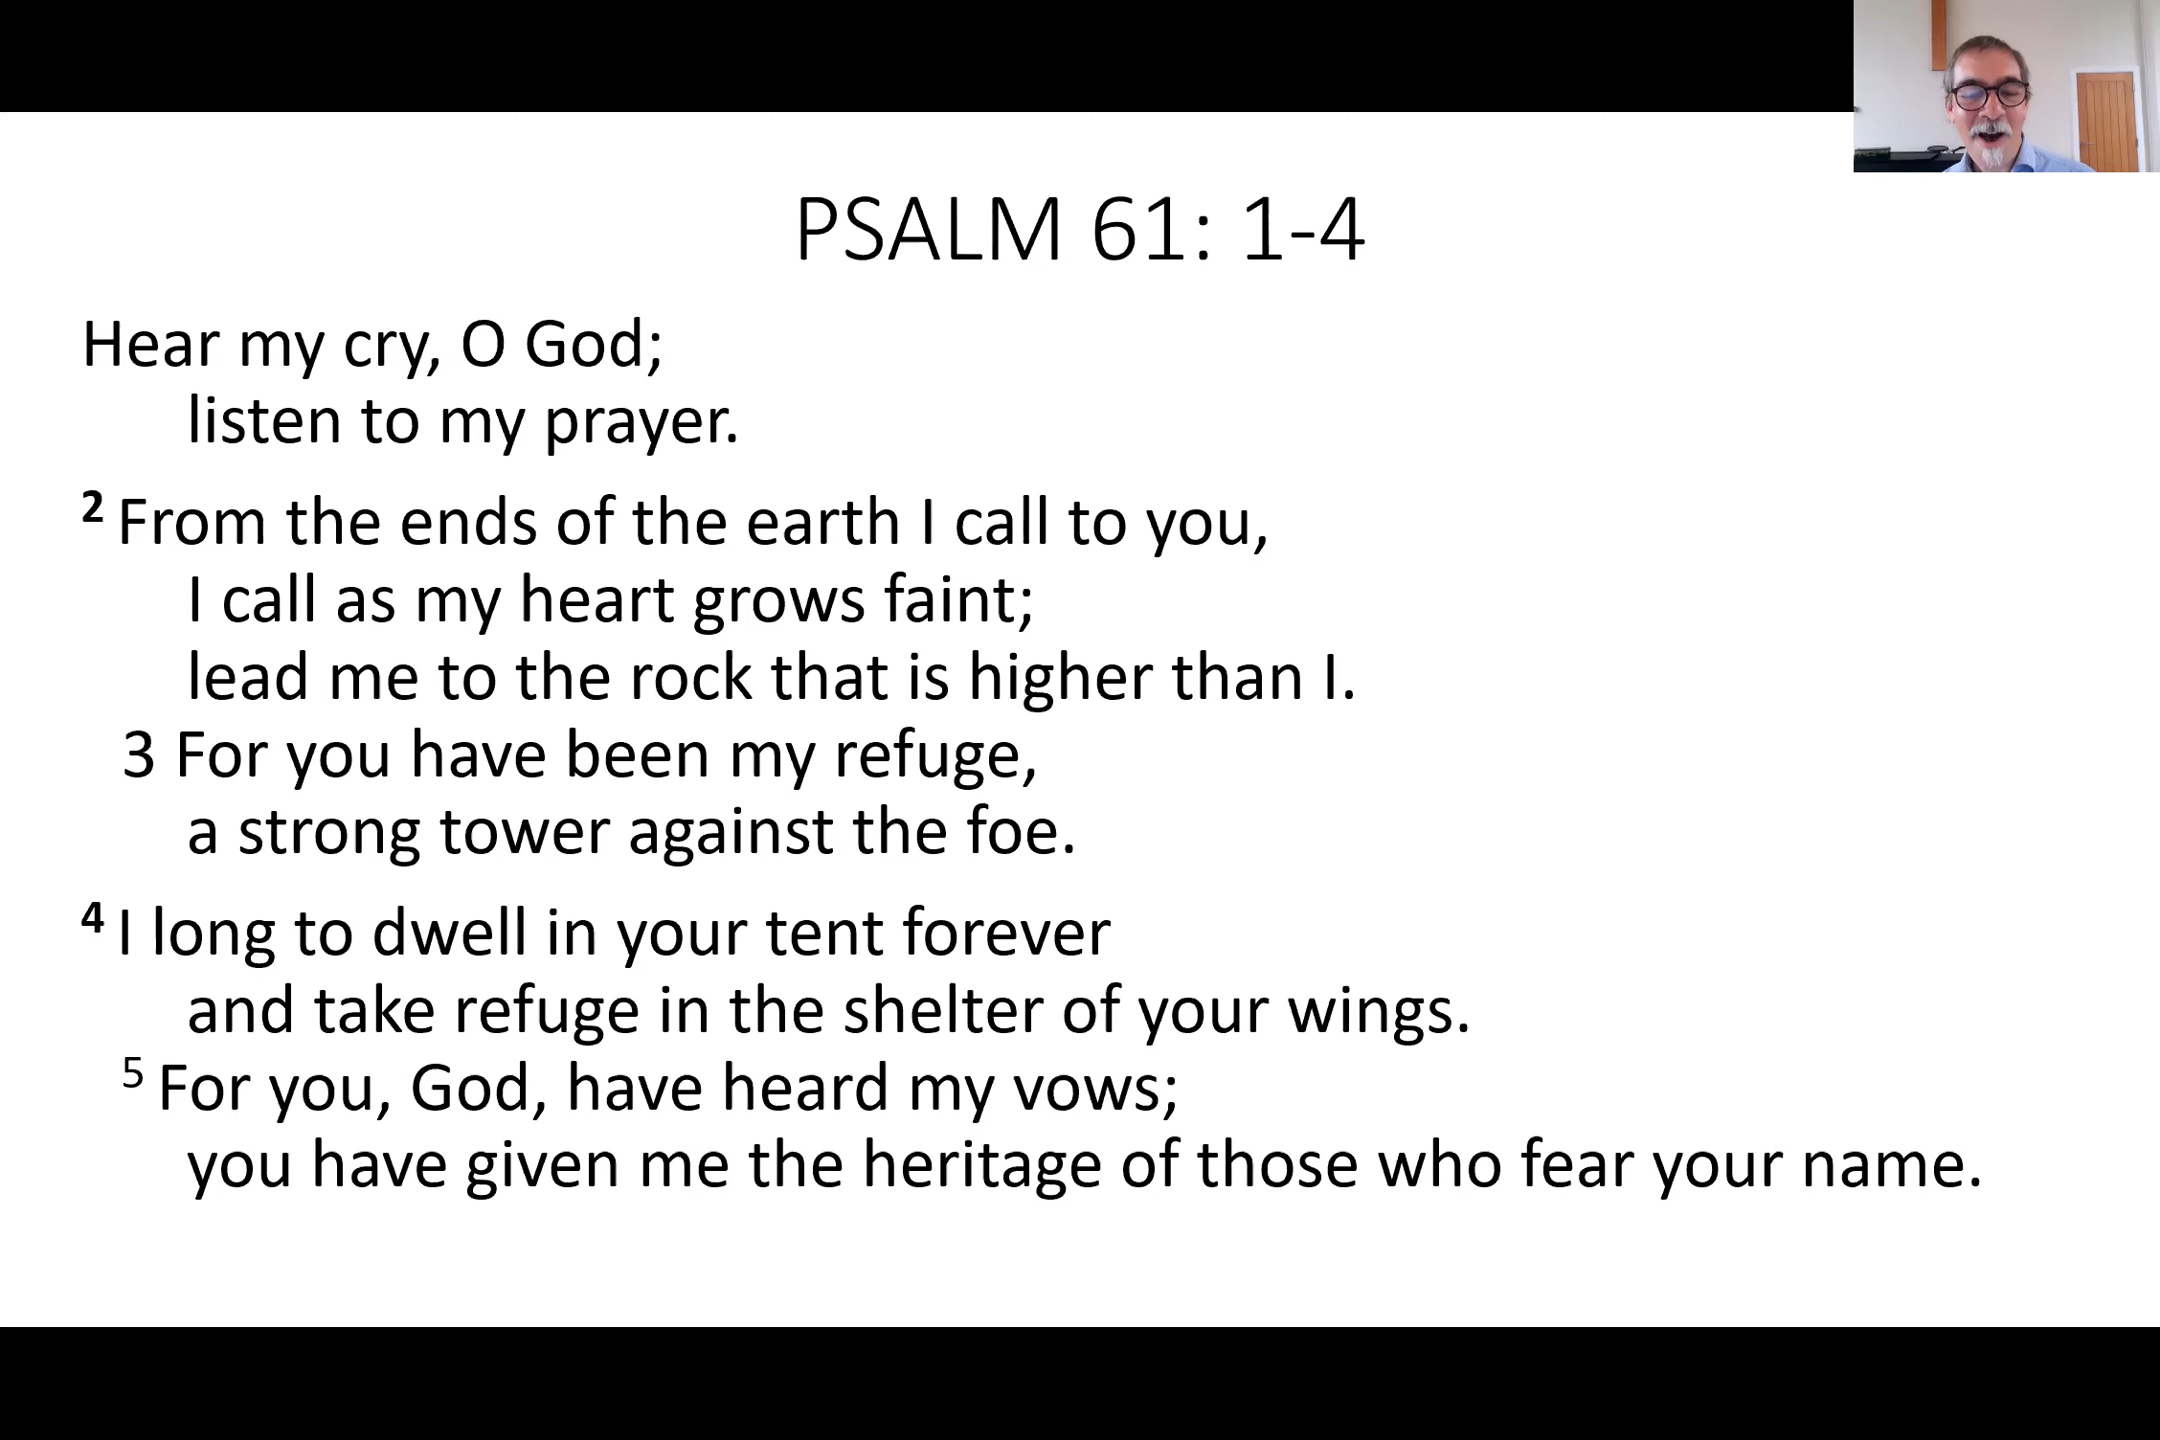 PSALM 61: 1-4
Hear my cry, O God;
listen to my prayer.
2 From the ends of the earth I call to you,
I call as my heart grows faint;
lead me to the rock that is higher than I.
3 For you have been my refuge,
a strong tower against the foe.
4 I long to dwell in your tent forever
and take refuge in the shelter of your wings.
5 For you, God, have heard my vows;
you have given me the heritage of those who fear your name.